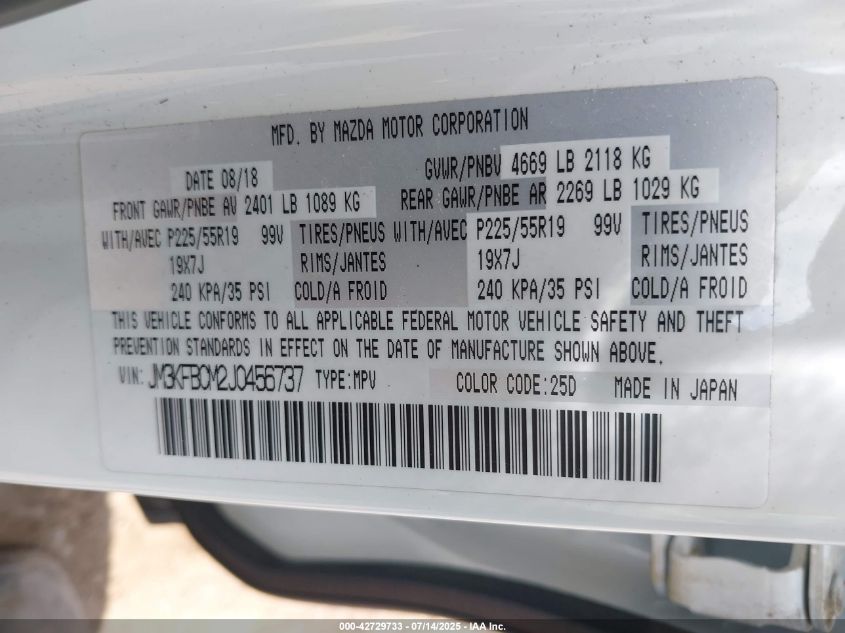 MFD. BY MAZDA MOTOR CORPORATION
DATE 08/18 GVWR/PNBV 4669 LB 2118 KG
FRONT GAWR/PNBE AV 2401 LB 1089 KG REAR GAWR/PNBE AR 2269 LB 1029 KG
WITH/AVEC P225/55R19 99V TIRES/PNEUS WITH/AVEC P225/55R19 99V TIRES/PNEUS
19X7J RIMS/JANTES 19X7J RIMS/JANTES
240 KPA/35 PSI COLD/A FROID 240 KPA/35 PSI COLD/A FROID
THIS VEHICLE CONFORMS TO ALL APPLICABLE FEDERAL MOTOR VEHICLE SAFETY AND THEFT
PREVENTION STANDARDS IN EFFECT ON THE DATE OF MANUFACTURE SHOWN ABOVE.
VIN: JM3KFBCM2J0456737 TYPE:MPV COLOR CODE:25D MADE IN JAPAN
000-42729733 - 07/14/2025 - IAA Inc.